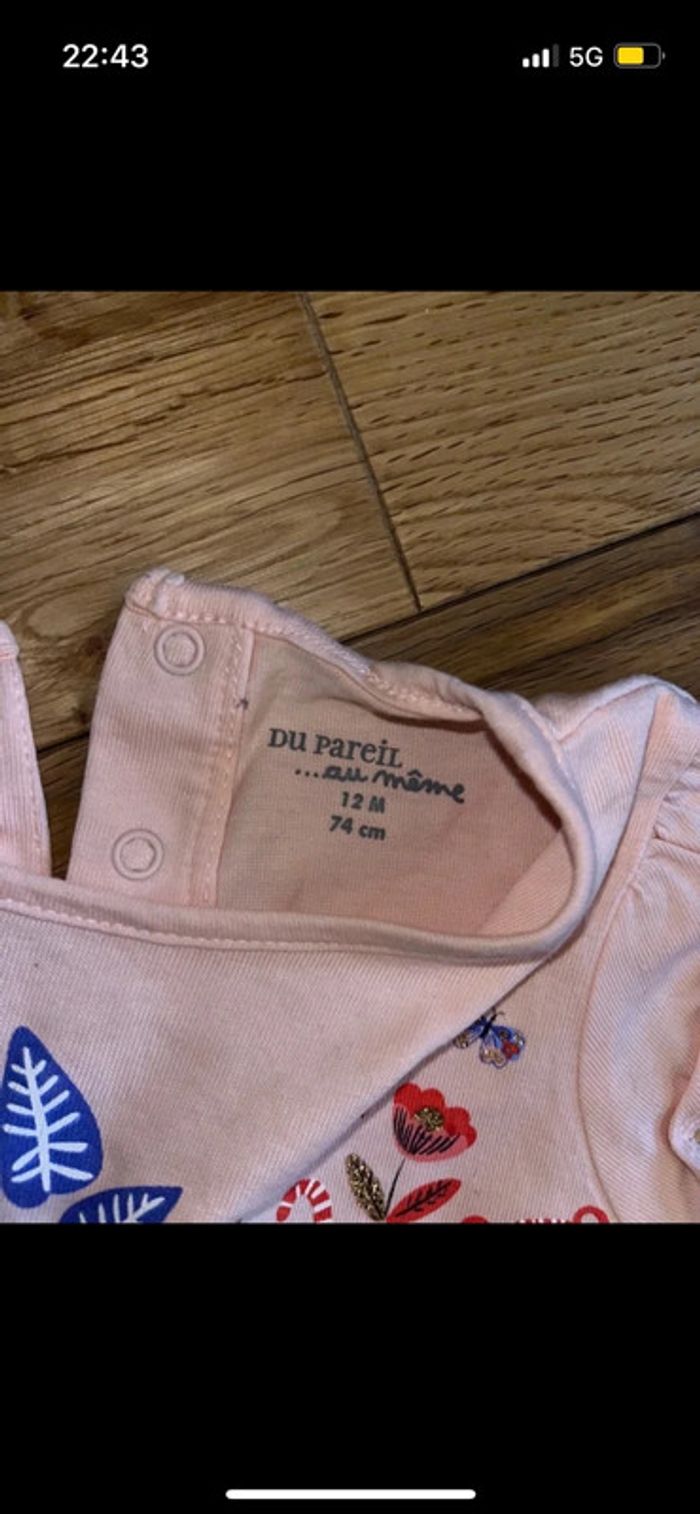 22:43 5G
Du Pareil
...au même
12 M
74 cm